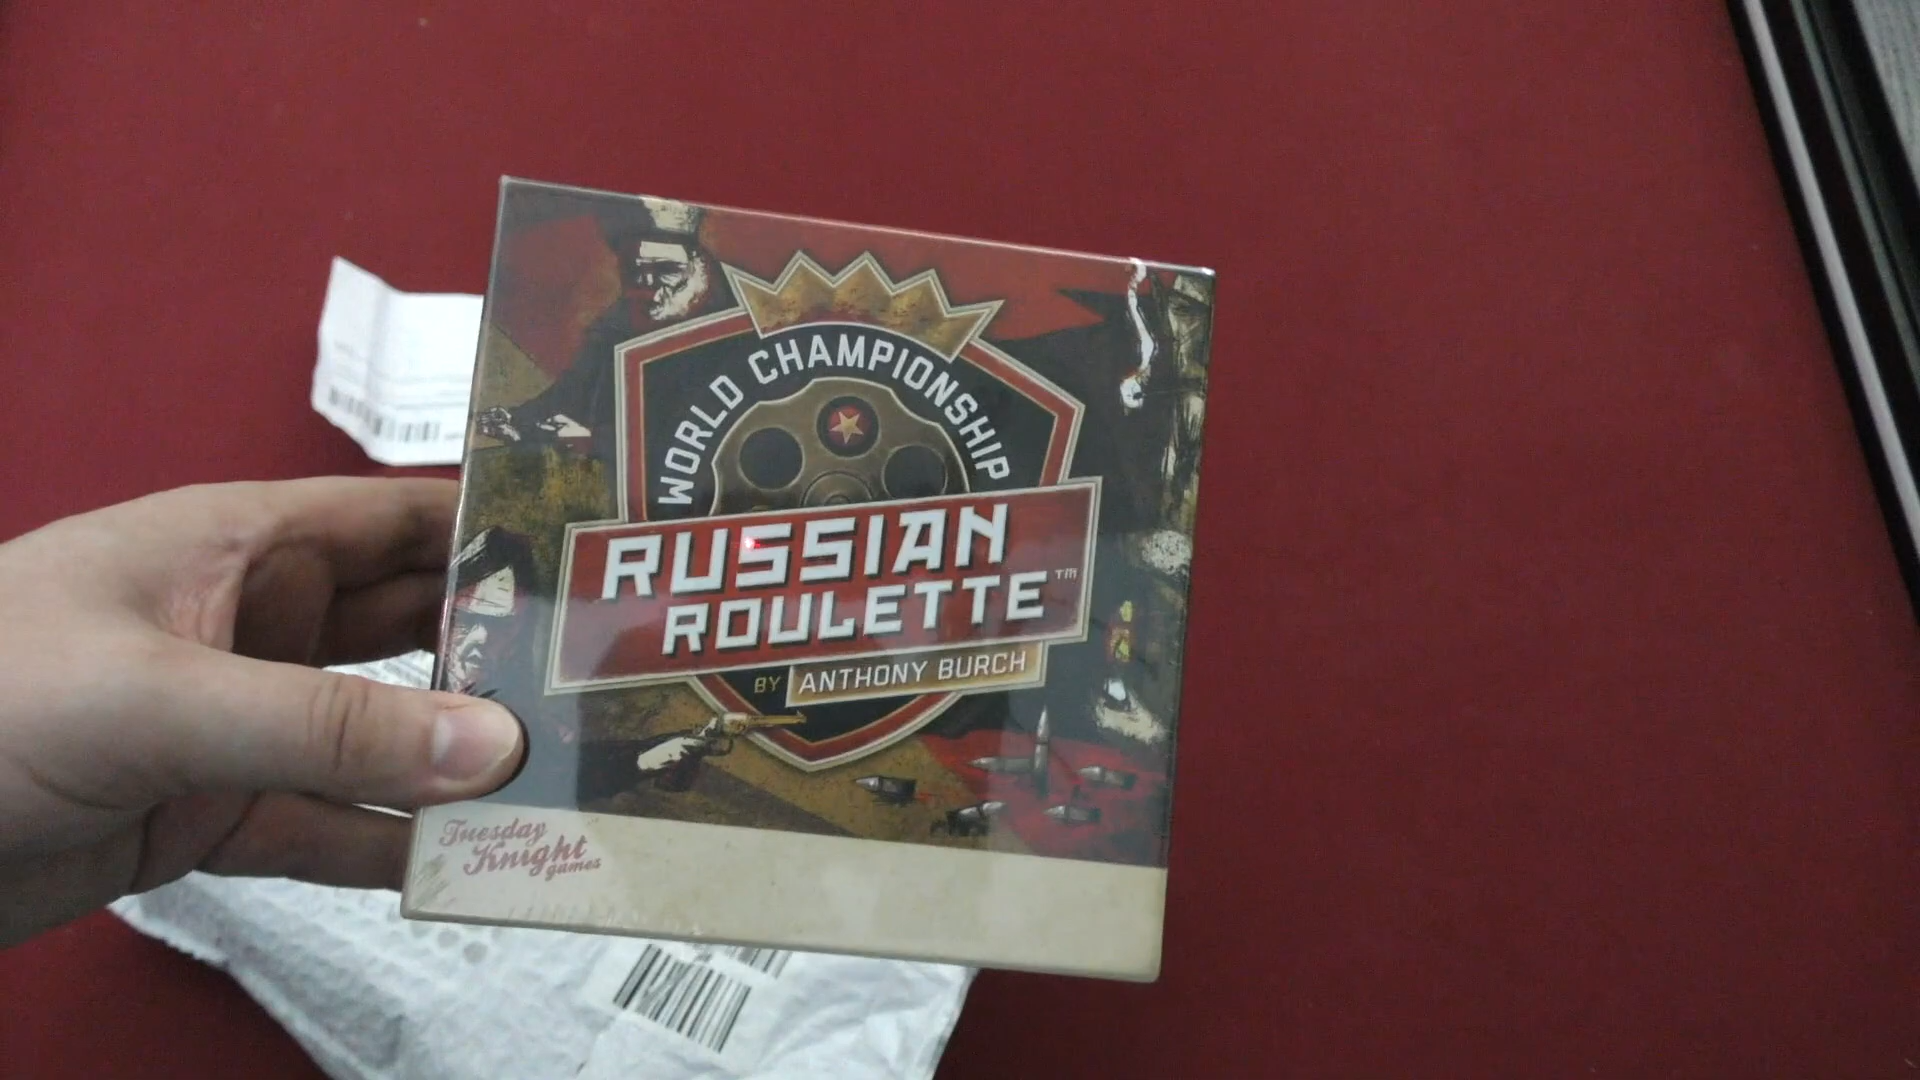 WORLD CHAMPIONSHIP
RUSSIAN
ROULETTE™
BY ANTHONY BURCH
Tuesday
Knight
games